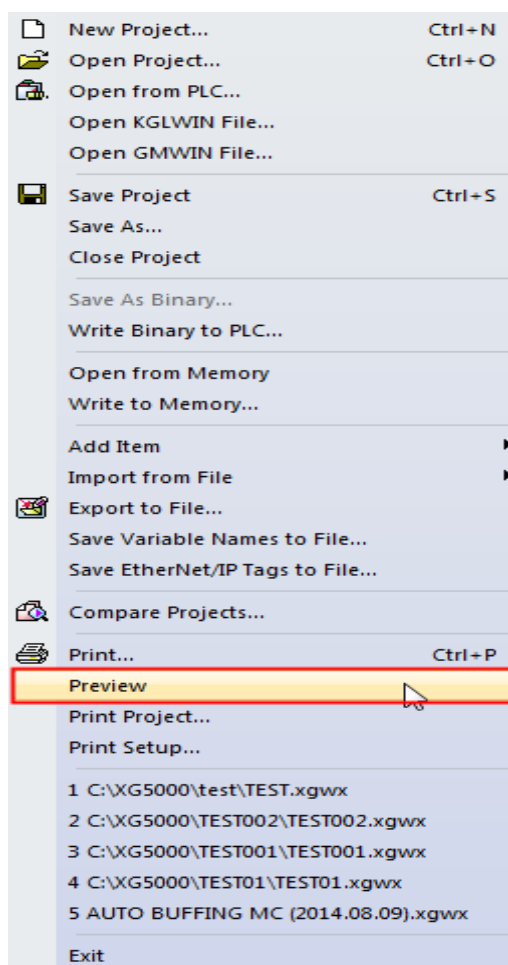 New Project... Ctrl+N
Open Project... Ctrl+O
Open from PLC...
Open KGLWIN File...
Open GMWIN File...
Save Project Ctrl+S
Save As...
Close Project
Save As Binary...
Write Binary to PLC...
Open from Memory
Write to Memory...
Add Item
Import from File
Export to File...
Save Variable Names to File...
Save EtherNet/IP Tags to File...
Compare Projects...
Print... Ctrl+P
Preview
Print Project...
Print Setup...
1 C:\XG5000\test\TEST.xgwx
2 C:\XG5000\TEST002\TEST002.xgwx
3 C:\XG5000\TEST001\TEST001.xgwx
4 C:\XG5000\TEST01\TEST01.xgwx
5 AUTO BUFFING MC (2014.08.09).xgwx
Exit